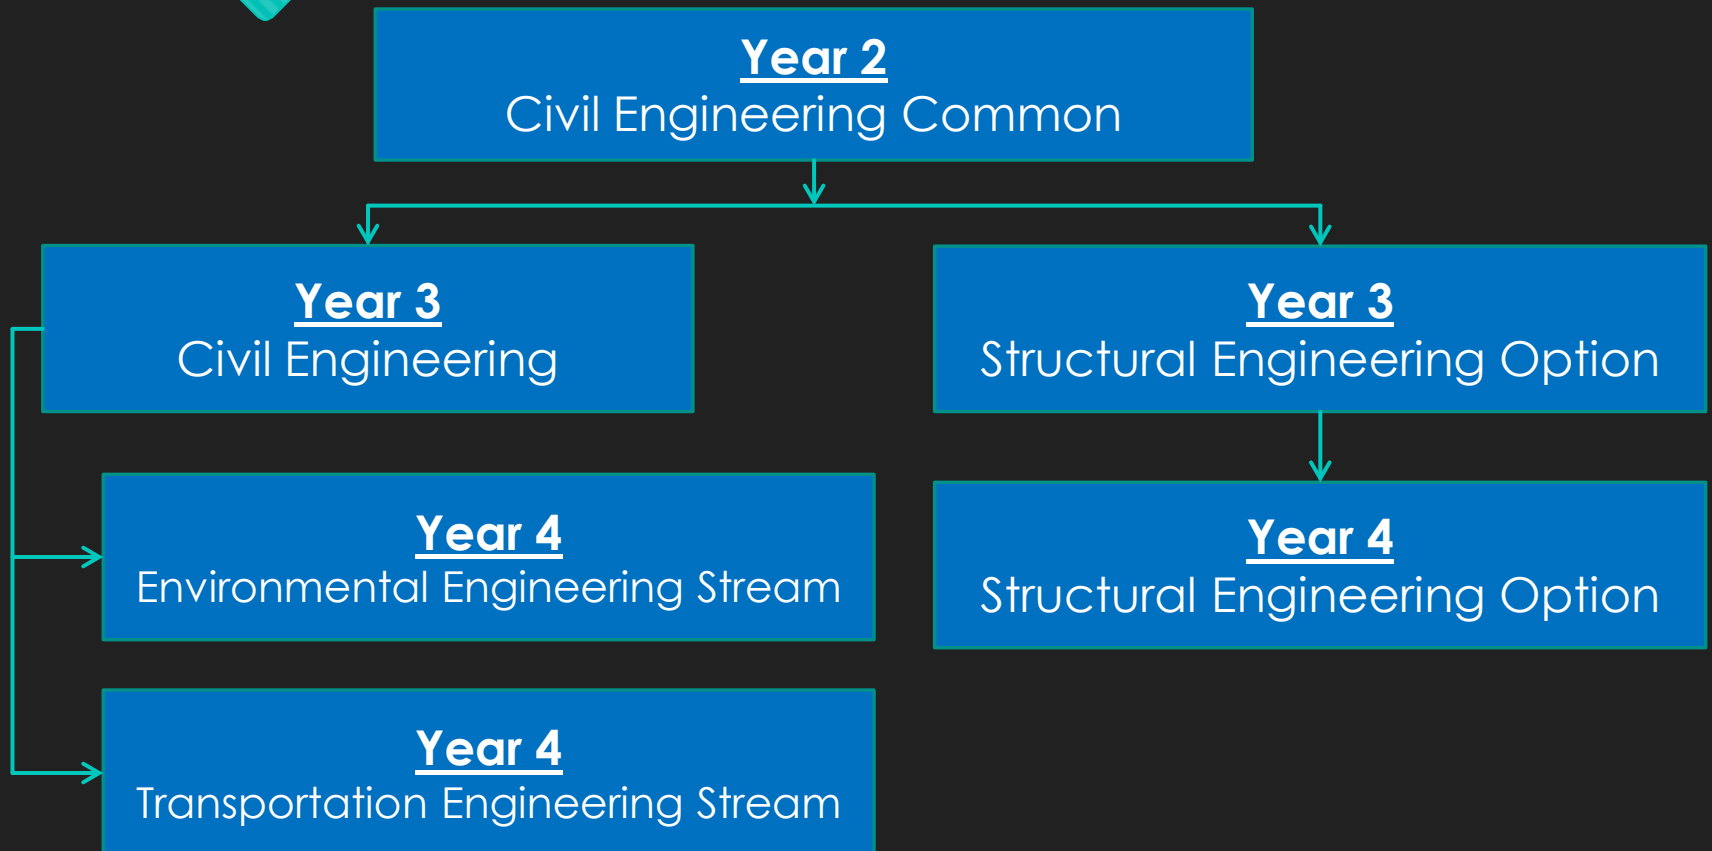 Year 2
Civil Engineering Common
Year 3
Civil Engineering
Year 3
Structural Engineering Option
Year 4
Environmental Engineering Stream
Year 4
Structural Engineering Option
Year 4
Transportation Engineering Stream